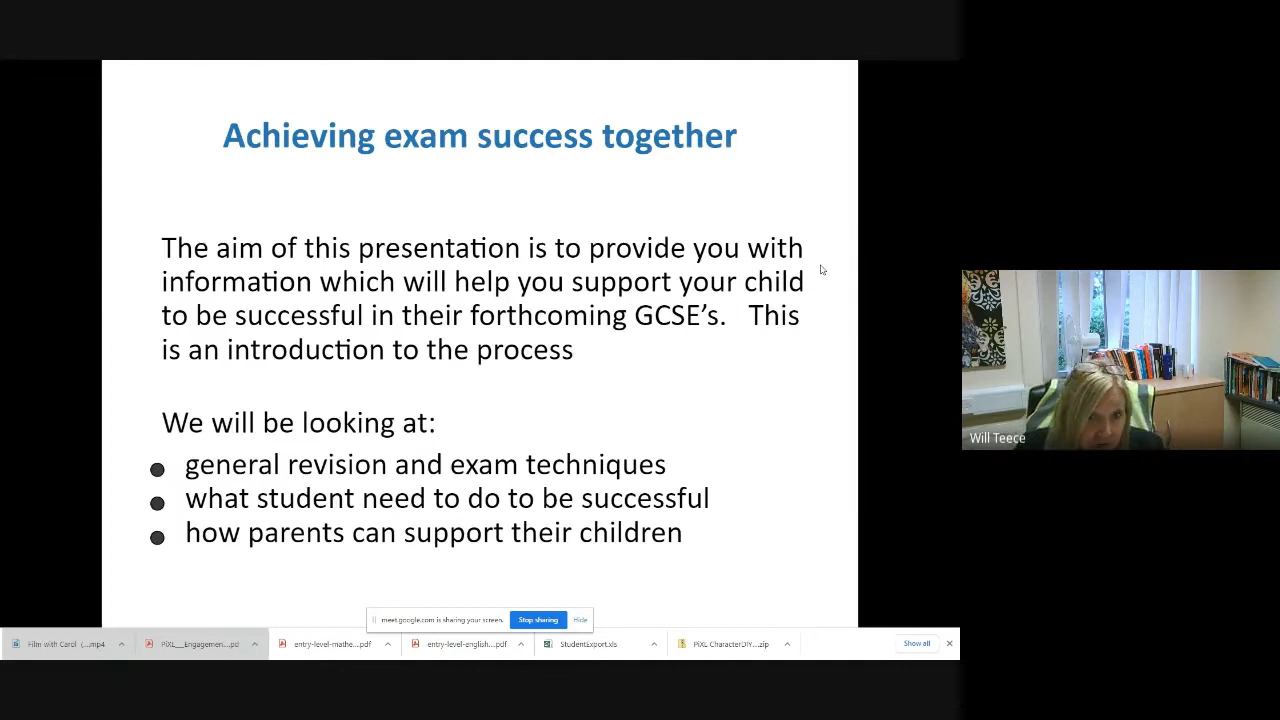 Achieving exam success together
The aim of this presentation is to provide you with
information which will help you support your child
to be successful in their forthcoming GCSE’s. This
is an introduction to the process
We will be looking at:
general revision and exam techniques
what student need to do to be successful
how parents can support their children
Will Teece
meet.google.com is sharing your screen.
Stop sharing
Hide
Film with Carol (....mp4
PiXL__Engagemen....pd
entry-level-mathe....pdf
entry-level-english....pdf
StudentExport.xls
PiXL CharacterDIY....zip
Show all